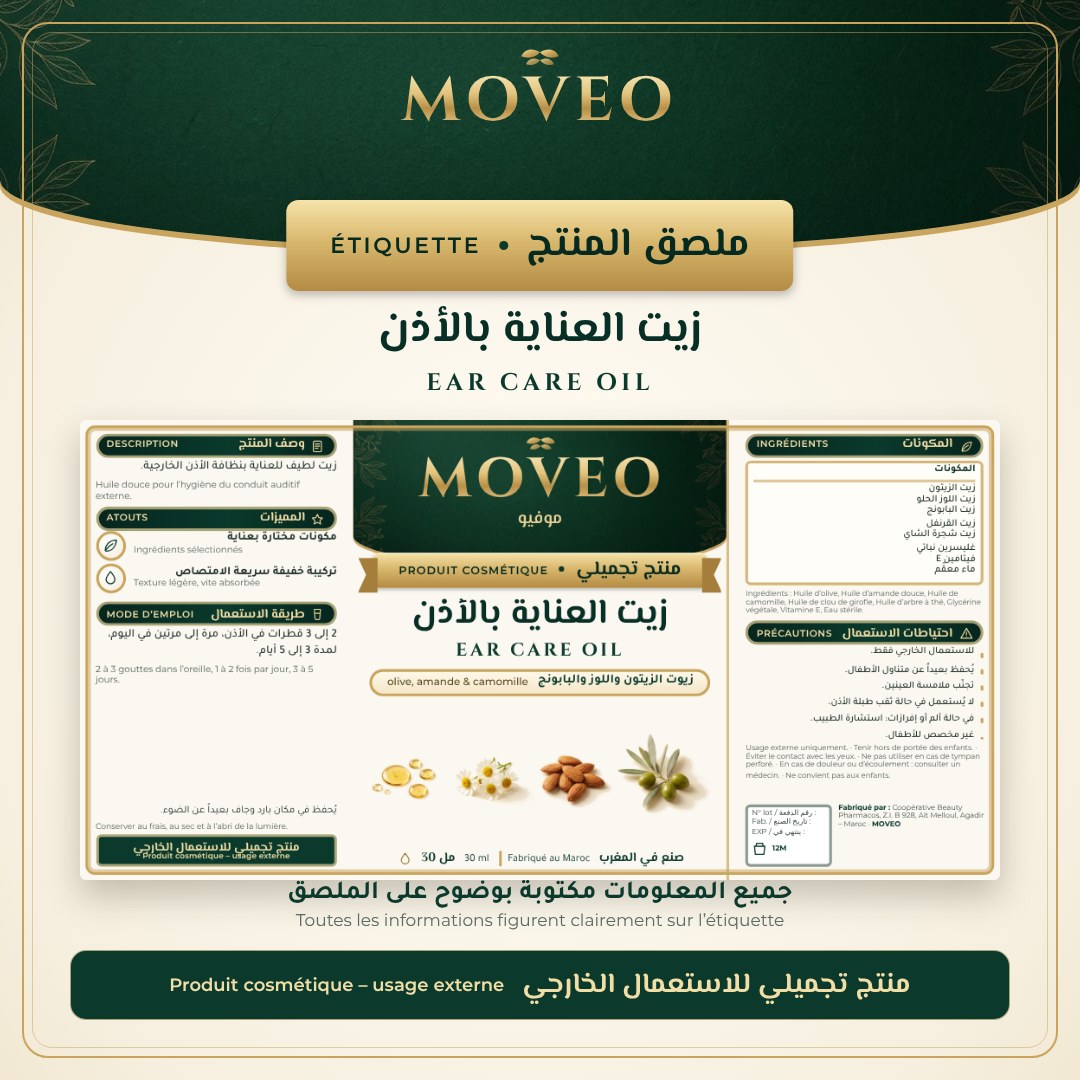 MOVEO
ملصق المنتج • ÉTIQUETTE
زيت العناية بالأذن
EAR CARE OIL
DESCRIPTION وصف المنتج
زيت لطيف للعناية بنظافة الأذن الخارجية.
Huile douce pour l'hygiène du conduit auditif
externe.
ATOUTS المميزات
مكونات مختارة بعناية
Ingrédients sélectionnés
تركيبة خفيفة سريعة الامتصاص
Texture légère, vite absorbée
MODE D'EMPLOI طريقة الاستعمال
2 إلى 3 قطرات في الأذن، مرة إلى مرتين في اليوم،
لمدة 3 إلى 5 أيام.
2 à 3 gouttes dans l'oreille, 1 à 2 fois par jour, 3 à 5
jours.
يُحفظ في مكان بارد وجاف بعيداً عن الضوء.
Conserver au frais, au sec et à l'abri de la lumière.
منتج تجميلي للاستعمال الخارجي
Produit cosmétique – usage externe
MOVEO
موفيو
PRODUIT COSMÉTIQUE • منتج تجميلي
زيت العناية بالأذن
EAR CARE OIL
olive, amande & camomille زيوت الزيتون واللوز والبابونج
30 مل 30 ml | Fabriqué au Maroc صنع في المغرب
INGRÉDIENTS المكونات
المكونات
زيت الزيتون
زيت اللوز الحلو
زيت البابونج
زيت القرنفل
زيت شجرة الشاي
غليسرين نباتي
فيتامين E
ماء معقم
Ingrédients : Huile d'olive, Huile d'amande douce, Huile de
camomille, Huile de clou de girofle, Huile d'arbre à thé, Glycérine
végétale, Vitamine E, Eau stérile.
PRÉCAUTIONS احتياطات الاستعمال
للاستعمال الخارجي فقط.
يُحفظ بعيداً عن متناول الأطفال.
تجنّب ملامسة العينين.
لا يُستعمل في حالة ثقب طبلة الأذن.
في حالة ألم أو إفرازات: استشارة الطبيب.
غير مخصص للأطفال.
Usage externe uniquement. · Tenir hors de portée des enfants. ·
Éviter le contact avec les yeux. · Ne pas utiliser en cas de tympan
perforé. · En cas de douleur ou d'écoulement : consulter un
médecin. · Ne convient pas aux enfants.
N° lot / رقم الدفعة :
Fab. / تاريخ الصنع :
EXP / ينتهي في :
12M
Fabriqué par : Coopérative Beauty
Pharmacos, Z.I. B 928, Aït Melloul, Agadir
– Maroc · MOVEO
جميع المعلومات مكتوبة بوضوح على الملصق
Toutes les informations figurent clairement sur l'étiquette
Produit cosmétique – usage externe منتج تجميلي للاستعمال الخارجي